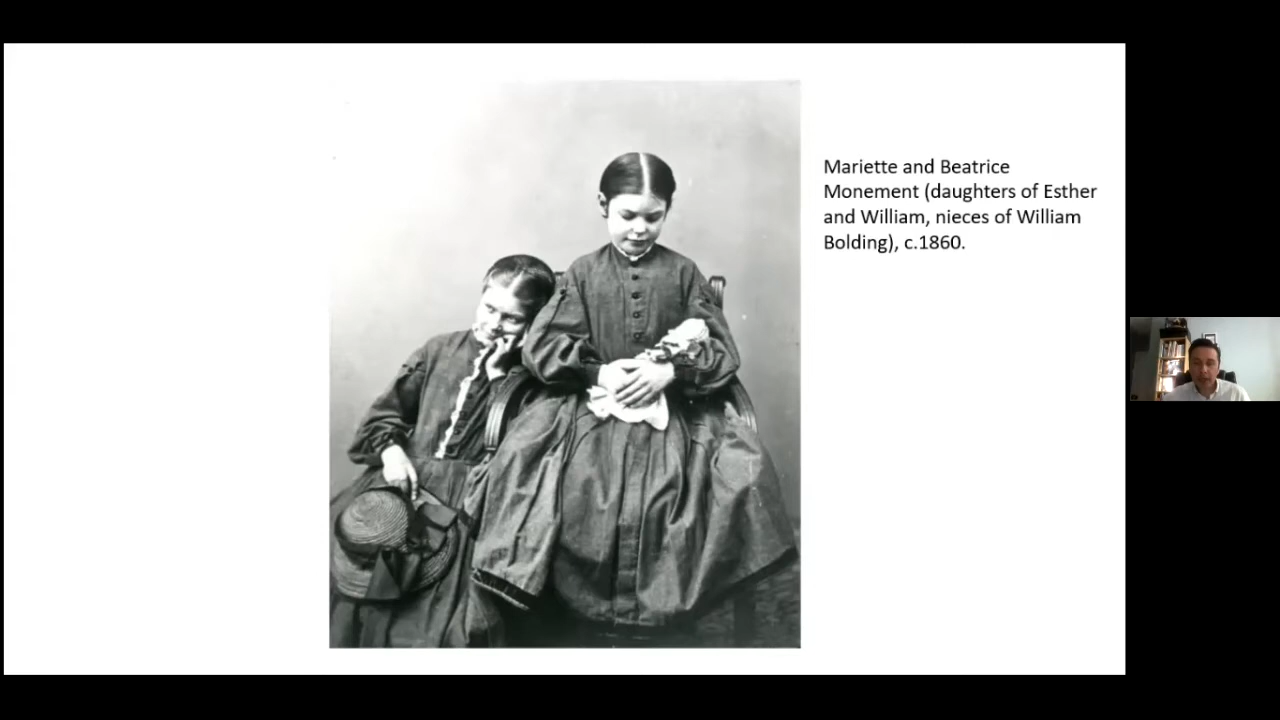 Mariette and Beatrice
Monement (daughters of Esther
and William, nieces of William
Bolding), c.1860.